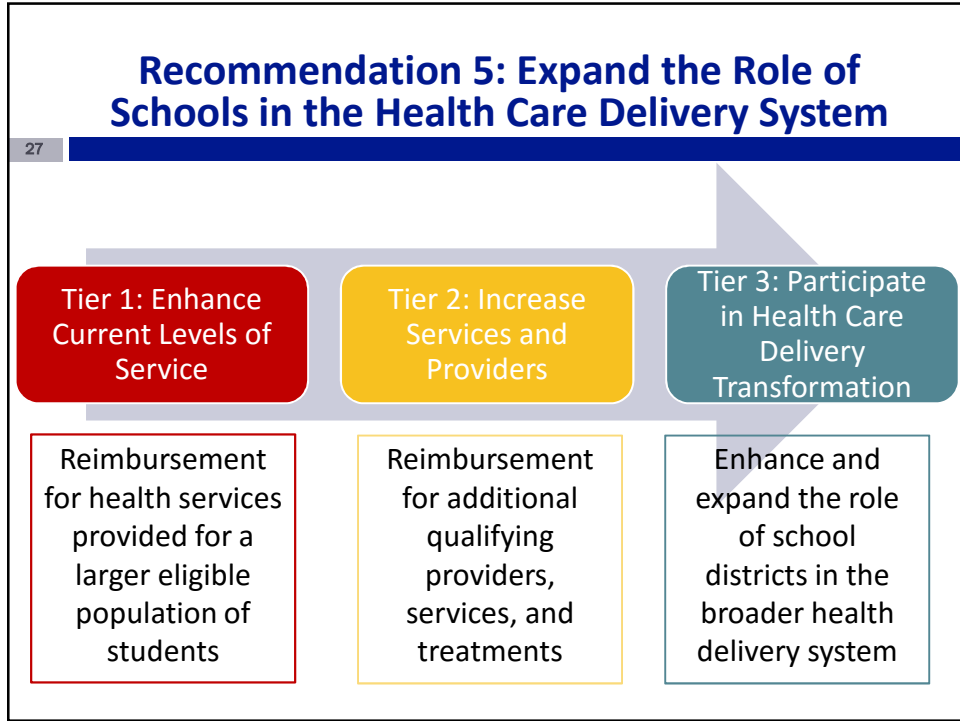 Recommendation 5: Expand the Role of
Schools in the Health Care Delivery System
27
Tier 1: Enhance
Current Levels of
Service
Tier 2: Increase
Services and
Providers
Tier 3: Participate
in Health Care
Delivery
Transformation
Reimbursement
for health services
provided for a
larger eligible
population of
students
Reimbursement
for additional
qualifying
providers,
services, and
treatments
Enhance and
expand the role
of school
districts in the
broader health
delivery system